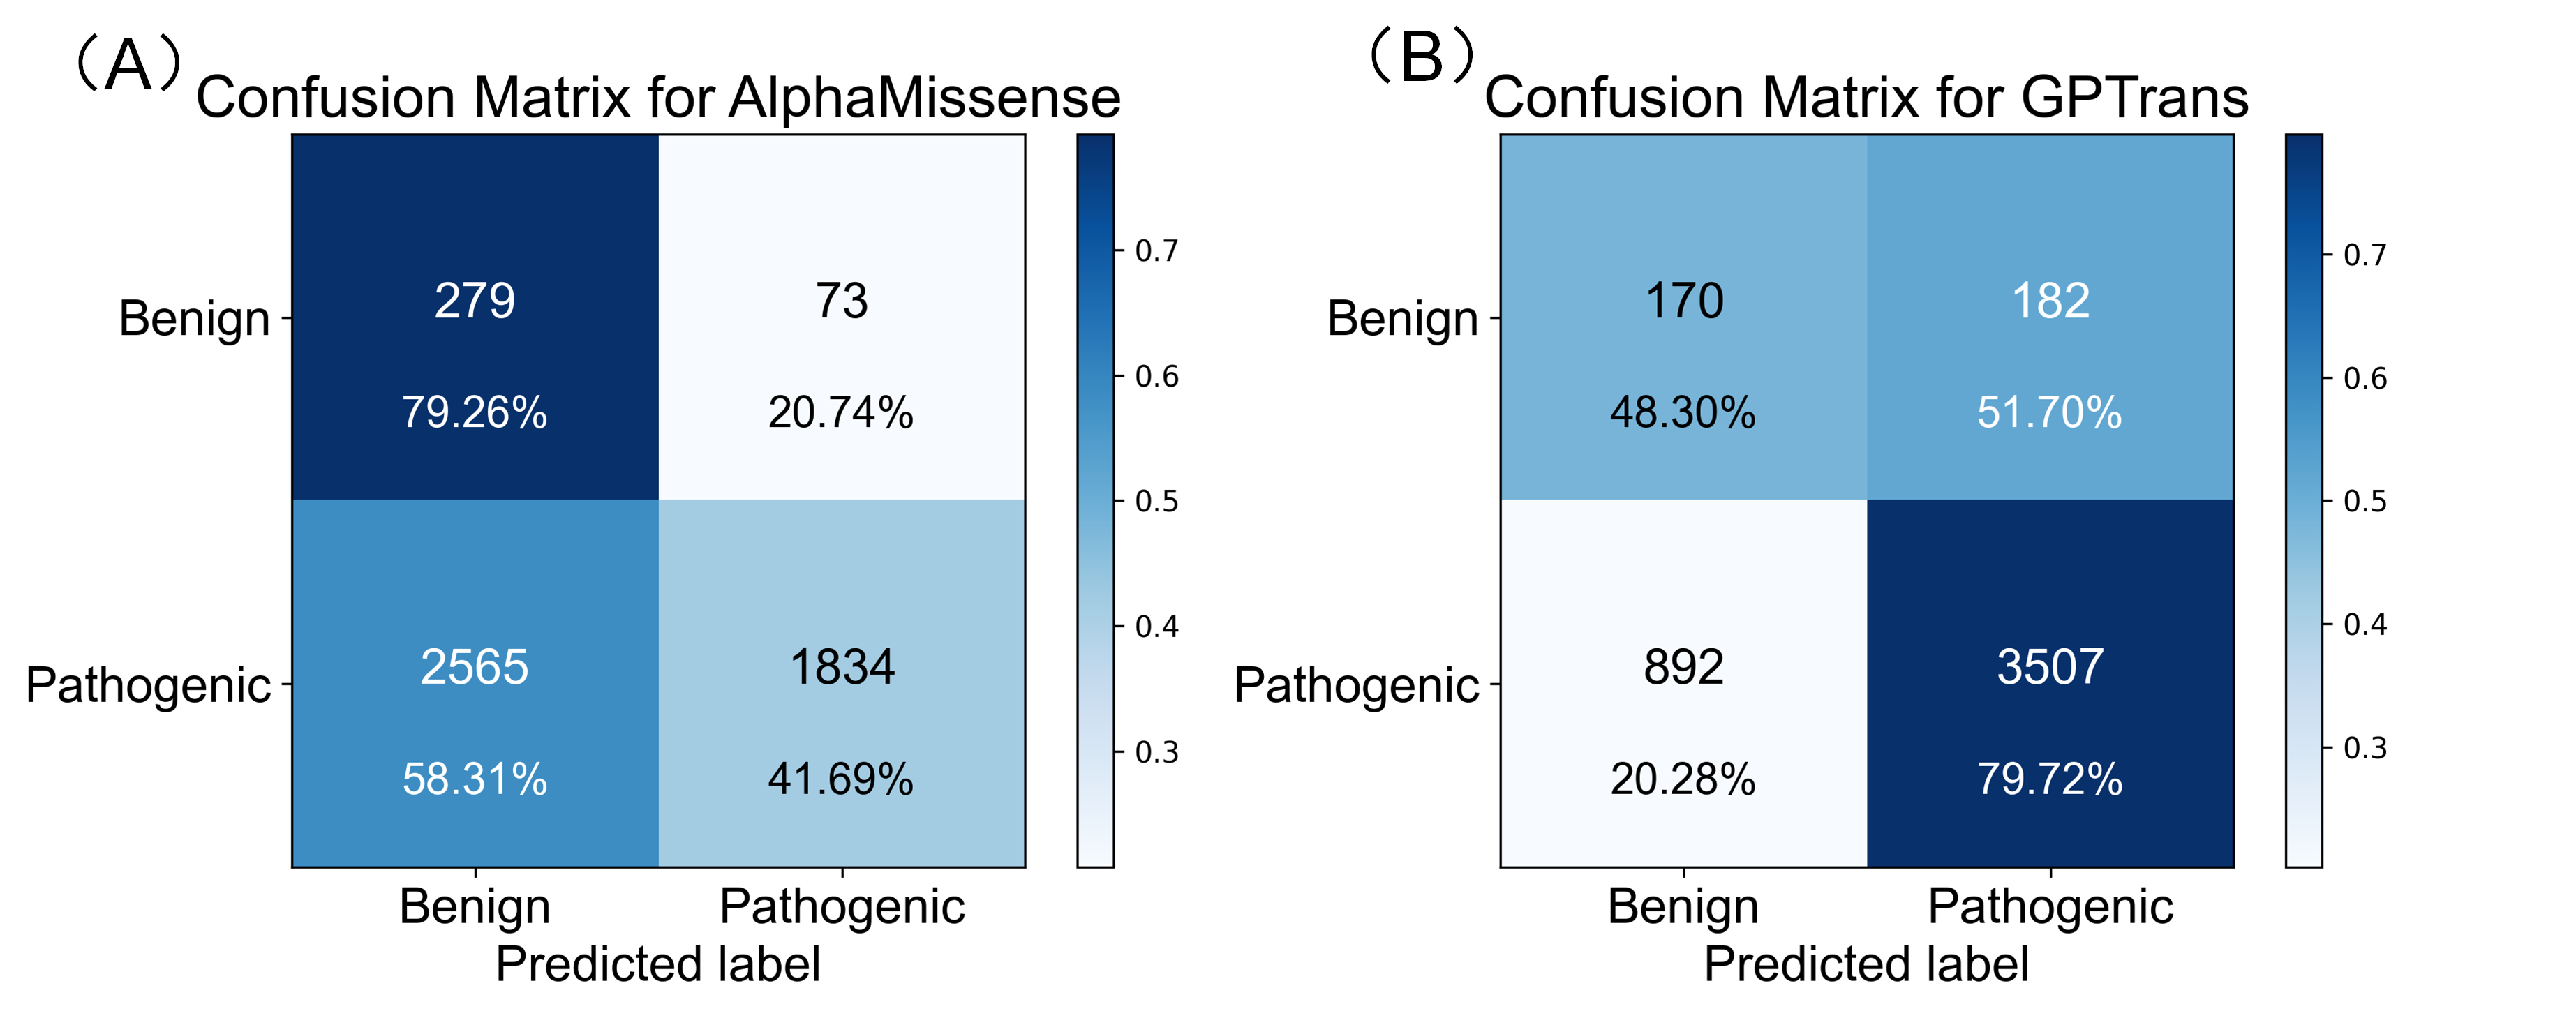 (A)
Confusion Matrix for AlphaMissense
Benign
279
73
79.26%
20.74%
Pathogenic
2565
1834
58.31%
41.69%
Benign
Pathogenic
Predicted label
0.7
0.6
0.5
0.4
0.3
(B)
Confusion Matrix for GPTrans
Benign
170
182
48.30%
51.70%
Pathogenic
892
3507
20.28%
79.72%
Benign
Pathogenic
Predicted label
0.7
0.6
0.5
0.4
0.3